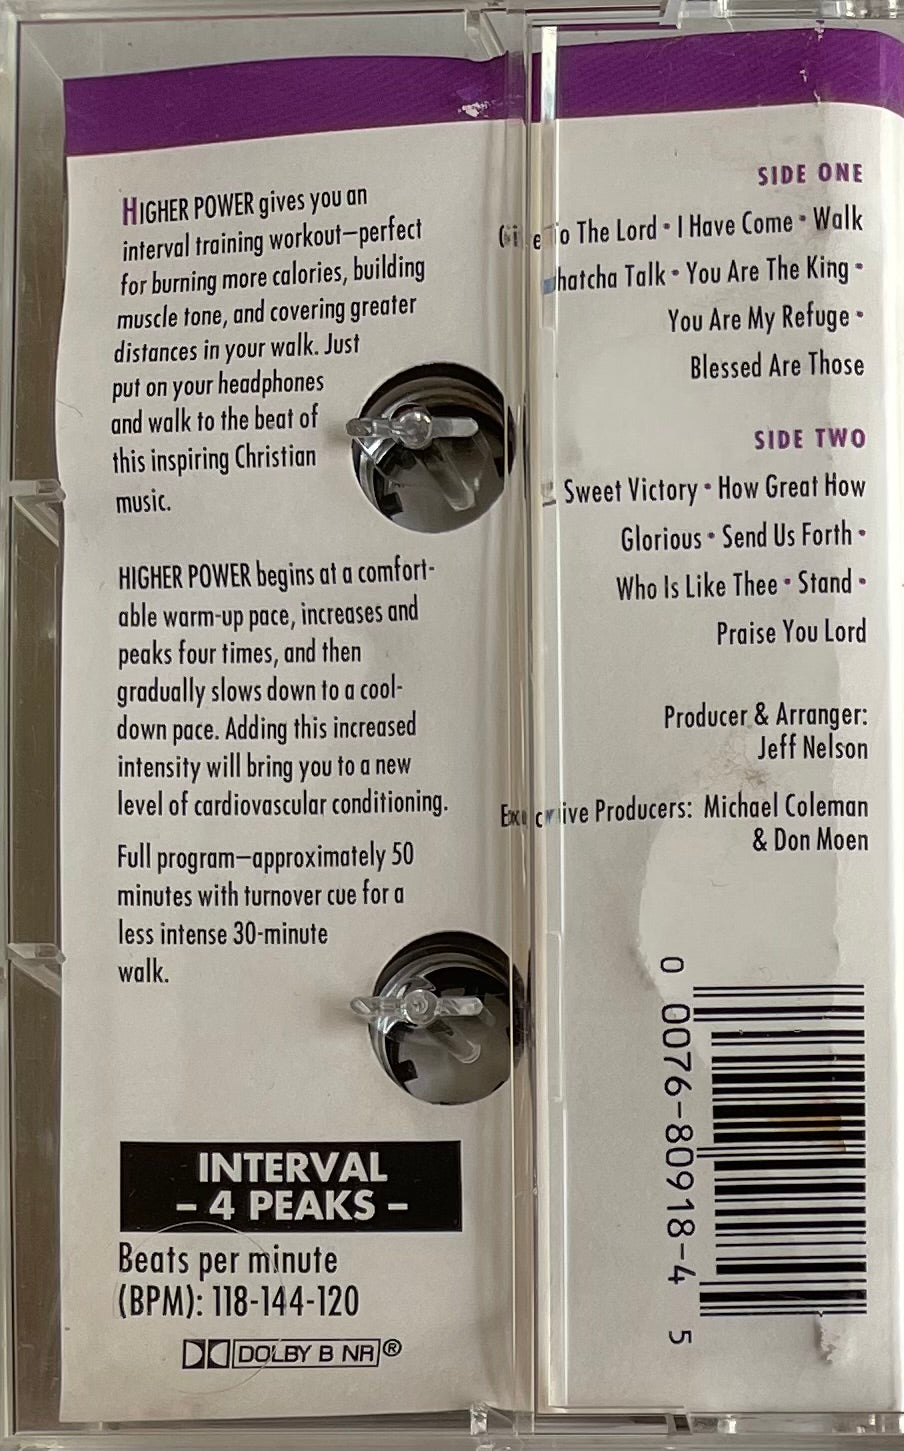 HIGHER POWER gives you an
interval training workout–perfect
for burning more calories, building
muscle tone, and covering greater
distances in your walk. Just
put on your headphones
and walk to the beat of
this inspiring Christian
music.
HIGHER POWER begins at a comfort-
able warm-up pace, increases and
peaks four times, and then
gradually slows down to a cool-
down pace. Adding this increased
intensity will bring you to a new
level of cardiovascular conditioning.
Full program–approximately 50
minutes with turnover cue for a
less intense 30-minute
walk.
INTERVAL
– 4 PEAKS –
Beats per minute
(BPM): 118-144-120
DOLBY B NR®
SIDE ONE
To The Lord • I Have Come • Walk
Whatcha Talk • You Are The King •
You Are My Refuge •
Blessed Are Those
SIDE TWO
Sweet Victory • How Great How
Glorious • Send Us Forth •
Who Is Like Thee • Stand •
Praise You Lord
Producer & Arranger:
Jeff Nelson
Executive Producers: Michael Coleman
& Don Moen
0 0076-80918-4 5